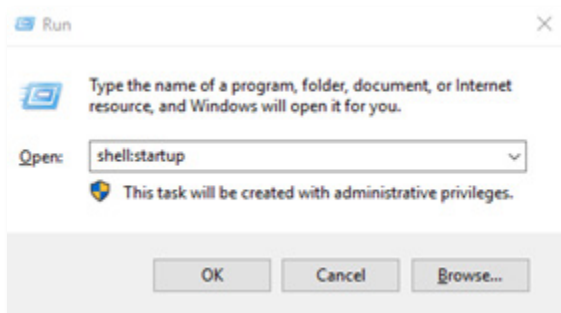 Run
Type the name of a program, folder, document, or Internet
resource, and Windows will open it for you.
Open: shell:startup
This task will be created with administrative privileges.
OK Cancel Browse...